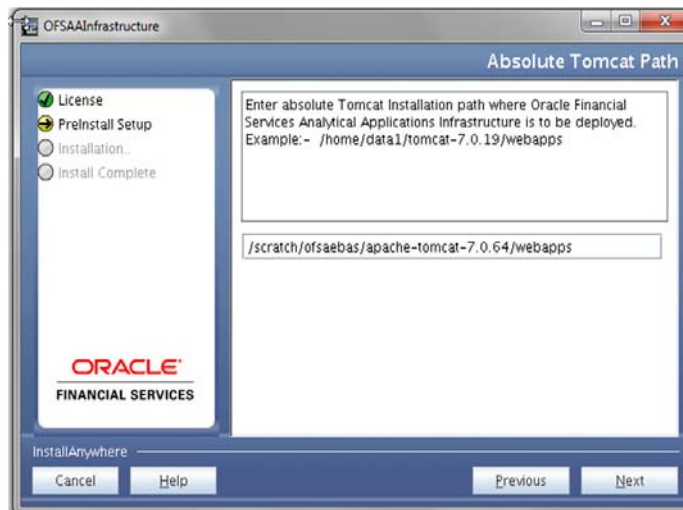 OFSAAInfrastructure
Absolute Tomcat Path
License
PreInstall Setup
Installation..
Install Complete
Enter absolute Tomcat Installation path where Oracle Financial
Services Analytical Applications Infrastructure is to be deployed.
Example:- /home/data1/tomcat-7.0.19/webapps
/scratch/ofsaebas/apache-tomcat-7.0.64/webapps
ORACLE
FINANCIAL SERVICES
InstallAnywhere
Cancel
Help
Previous
Next